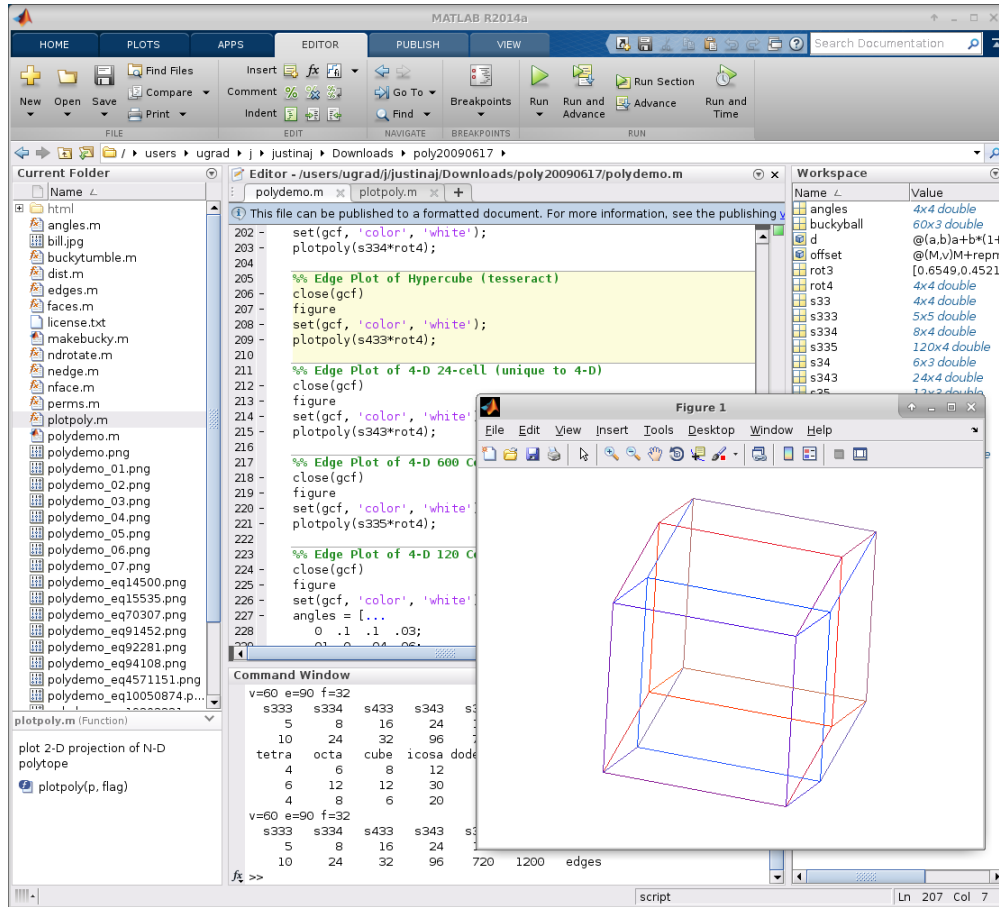 MATLAB R2014a
HOME PLOTS APPS EDITOR PUBLISH VIEW
Search Documentation
New Open Save
Find Files
Compare
Print
FILE
Insert fx
Comment
Indent
EDIT
Go To
Find
NAVIGATE
Breakpoints
BREAKPOINTS
Run
Run and Advance
Run Section
Advance
Run and Time
RUN
/ users ugrad j justinaj Downloads poly20090617
Current Folder
Name
html
angles.m
bill.jpg
buckytumble.m
dist.m
edges.m
faces.m
license.txt
makebucky.m
ndrotate.m
nedge.m
nface.m
perms.m
plotpoly.m
polydemo.m
polydemo.png
polydemo_01.png
polydemo_02.png
polydemo_03.png
polydemo_04.png
polydemo_05.png
polydemo_06.png
polydemo_07.png
polydemo_eq14500.png
polydemo_eq15535.png
polydemo_eq70307.png
polydemo_eq91452.png
polydemo_eq92281.png
polydemo_eq94108.png
polydemo_eq4571151.png
polydemo_eq10050874.p...
plotpoly.m (Function)
plot 2-D projection of N-D
polytope
plotpoly(p, flag)
Editor - /users/ugrad/j/justinaj/Downloads/poly20090617/polydemo.m
polydemo.m plotpoly.m +
This file can be published to a formatted document. For more information, see the publishing
202 - set(gcf, 'color', 'white');
203 - plotpoly(s334*rot4);
204
205 %% Edge Plot of Hypercube (tesseract)
206 - close(gcf)
207 - figure
208 - set(gcf, 'color', 'white');
209 - plotpoly(s433*rot4);
210
211 %% Edge Plot of 4-D 24-cell (unique to 4-D)
212 - close(gcf)
213 - figure
214 - set(gcf, 'color', 'white'
215 - plotpoly(s343*rot4);
216
217 %% Edge Plot of 4-D 600 C
218 - close(gcf)
219 - figure
220 - set(gcf, 'color', 'white'
221 - plotpoly(s335*rot4);
222
223 %% Edge Plot of 4-D 120 C
224 - close(gcf)
225 - figure
226 - set(gcf, 'color', 'white'
227 - angles = [...
228 0 .1 .1 .03;
Command Window
v=60 e=90 f=32
s333 s334 s433 s343
5 8 16 24
10 24 32 96
tetra octa cube icosa dode
4 6 8 12
6 12 12 30
4 8 6 20
v=60 e=90 f=32
s333 s334 s433 s343
5 8 16 24
10 24 32 96 720 1200 edges
fx >>
Workspace
Name Value
angles 4x4 double
buckyball 60x3 double
d @(a,b)a+b*(1+
offset @(M,v)M+repm
rot3 [0.6549,0.4521
rot4 4x4 double
s33 4x4 double
s333 5x5 double
s334 8x4 double
s335 120x4 double
s34 6x3 double
s343 24x4 double
s35 12x3 double
Figure 1
File Edit View Insert Tools Desktop Window Help
script
Ln 207 Col 7